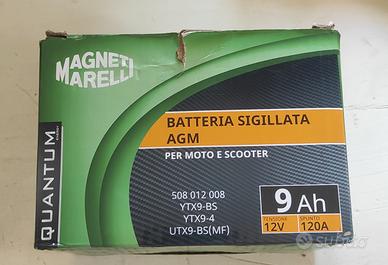 MAGNETI
MARELLI
QUANTUM
BATTERIA SIGILLATA
AGM
PER MOTO E SCOOTER
508 012 008
YTX9-BS
YTX9-4
UTX9-BS(MF)
9 Ah
TENSIONE SPUNTO
12V 120A
subito